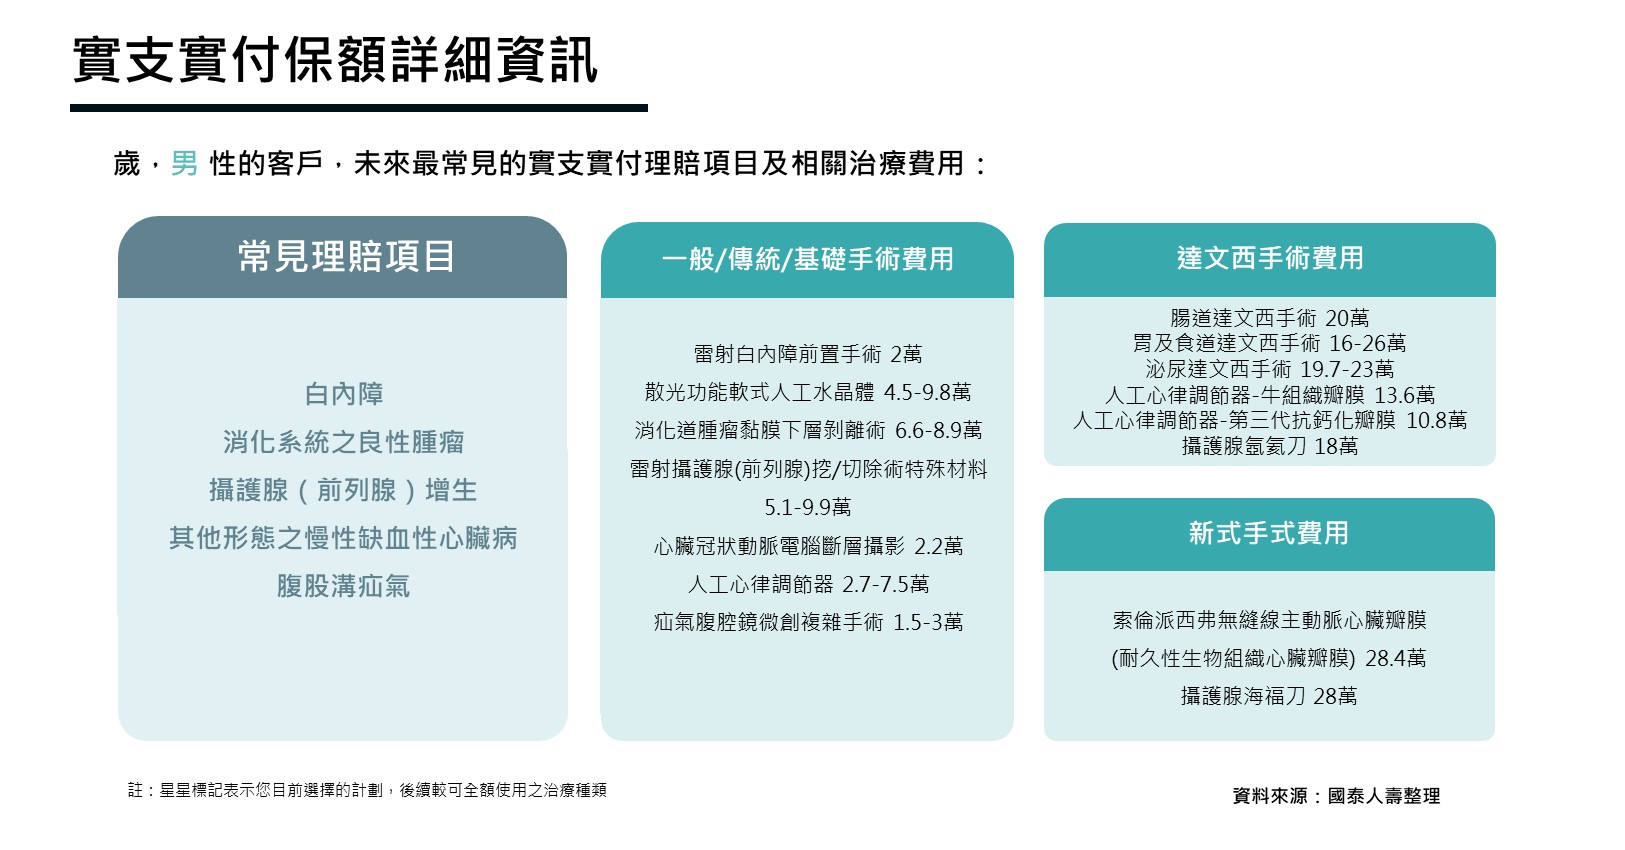 實支實付保額詳細資訊
歲，男 性的客戶，未來最常見的實支實付理賠項目及相關治療費用：
常見理賠項目
白內障
消化系統之良性腫瘤
攝護腺（前列腺）增生
其他形態之慢性缺血性心臟病
腹股溝疝氣
一般/傳統/基礎手術費用
雷射白內障前置手術 2萬
散光功能軟式人工水晶體 4.5-9.8萬
消化道腫瘤黏膜下層剝離術 6.6-8.9萬
雷射攝護腺(前列腺)挖/切除術特殊材料
5.1-9.9萬
心臟冠狀動脈電腦斷層攝影 2.2萬
人工心律調節器 2.7-7.5萬
疝氣腹腔鏡微創複雜手術 1.5-3萬
達文西手術費用
腸道達文西手術 20萬
胃及食道達文西手術 16-26萬
泌尿達文西手術 19.7-23萬
人工心律調節器-牛組織瓣膜 13.6萬
人工心律調節器-第三代抗鈣化瓣膜 10.8萬
攝護腺氬氦刀 18萬
新式手式費用
索倫派西弗無縫線主動脈心臟瓣膜
(耐久性生物組織心臟瓣膜) 28.4萬
攝護腺海福刀 28萬
註：星星標記表示您目前選擇的計劃，後續較可全額使用之治療種類
資料來源：國泰人壽整理